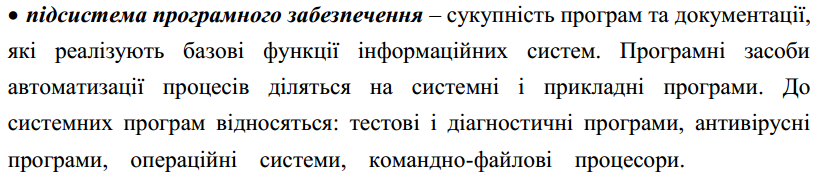 • підсистема програмного забезпечення – сукупність програм та документації,
які реалізують базові функції інформаційних систем. Програмні засоби
автоматизації процесів діляться на системні і прикладні програми. До
системних програм відносяться: тестові і діагностичні програми, антивірусні
програми, операційні системи, командно-файлові процесори.